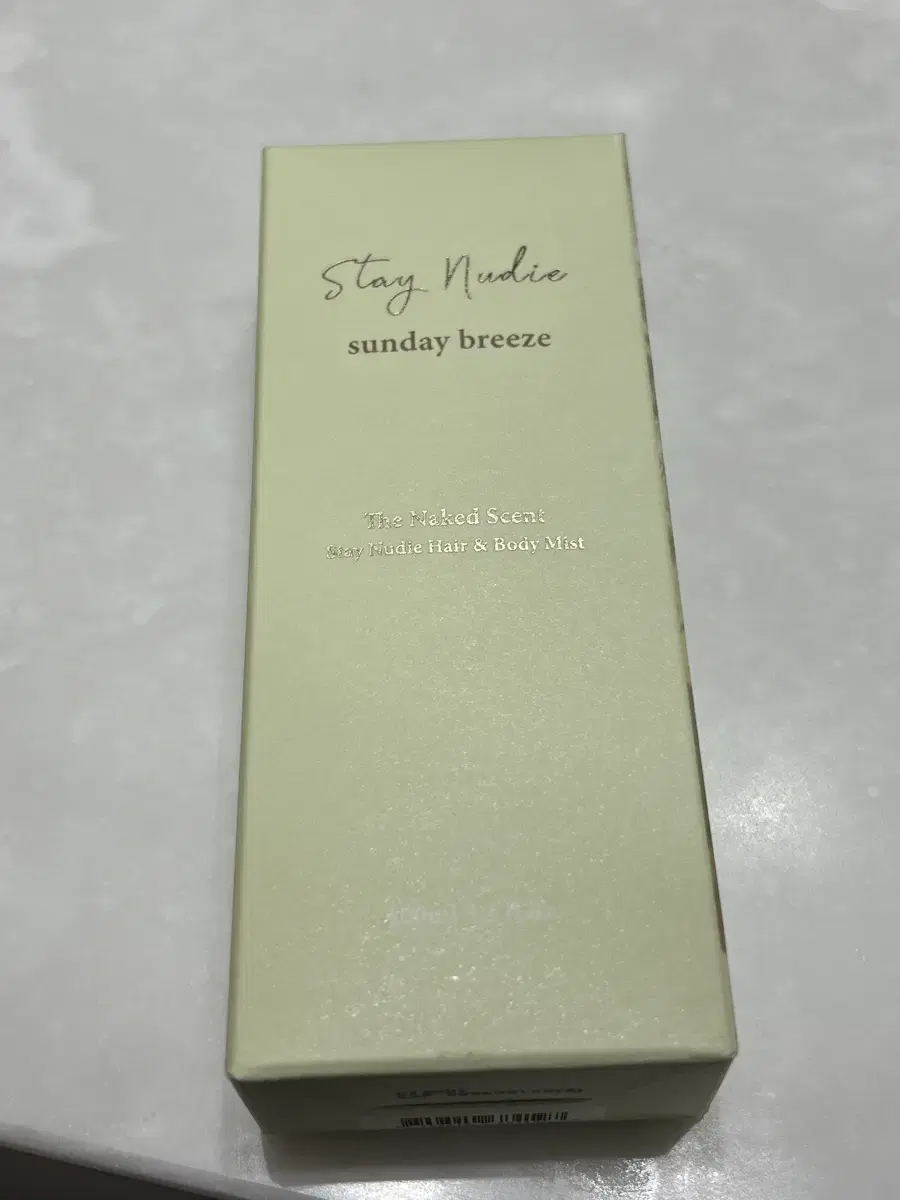 Stay Nudie
sunday breeze
The Naked Scent
Stay Nudie Hair & Body Mist